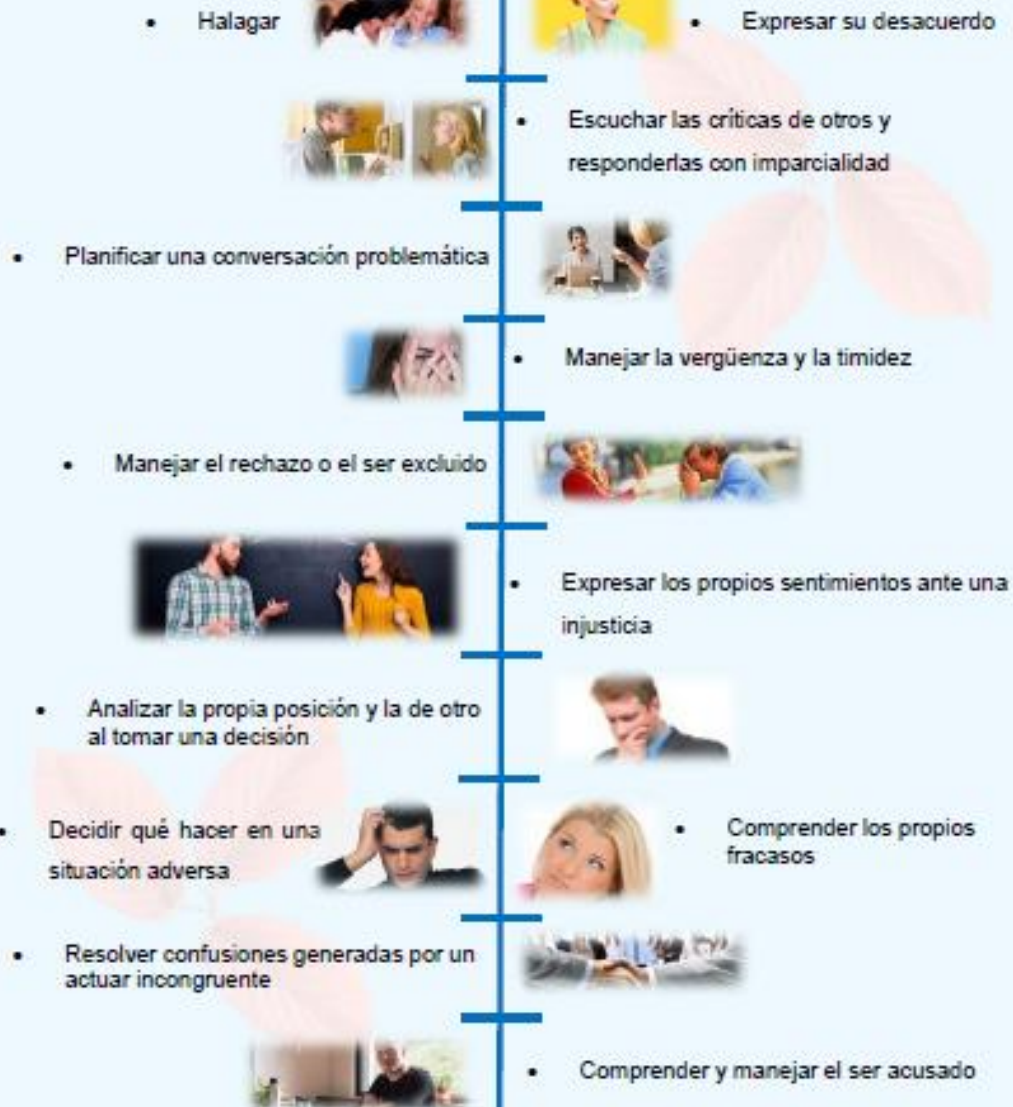 • Halagar
• Expresar su desacuerdo
• Escuchar las críticas de otros y
responderlas con imparcialidad
• Planificar una conversación problemática
• Manejar la vergüenza y la timidez
• Manejar el rechazo o el ser excluido
• Expresar los propios sentimientos ante una
injusticia
• Analizar la propia posición y la de otro
al tomar una decisión
• Decidir qué hacer en una
situación adversa
• Comprender los propios
fracasos
• Resolver confusiones generadas por un
actuar incongruente
• Comprender y manejar el ser acusado